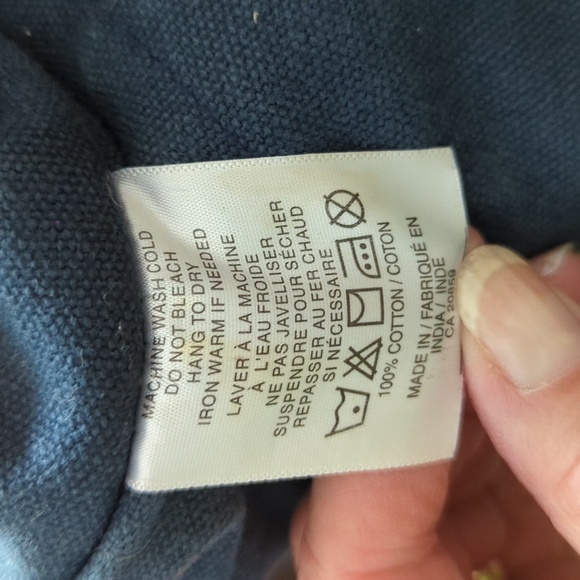 MACHINE WASH COLD
DO NOT BLEACH
HANG TO DRY
IRON WARM IF NEEDED
LAVER À LA MACHINE
À L'EAU FROIDE
NE PAS JAVELLISER
SUSPENDRE POUR SÉCHER
REPASSER AU FER CHAUD
SI NÉCESSAIRE
100% COTTON / COTON
MADE IN / FABRIQUÉ EN
INDIA / INDE
CA 20859